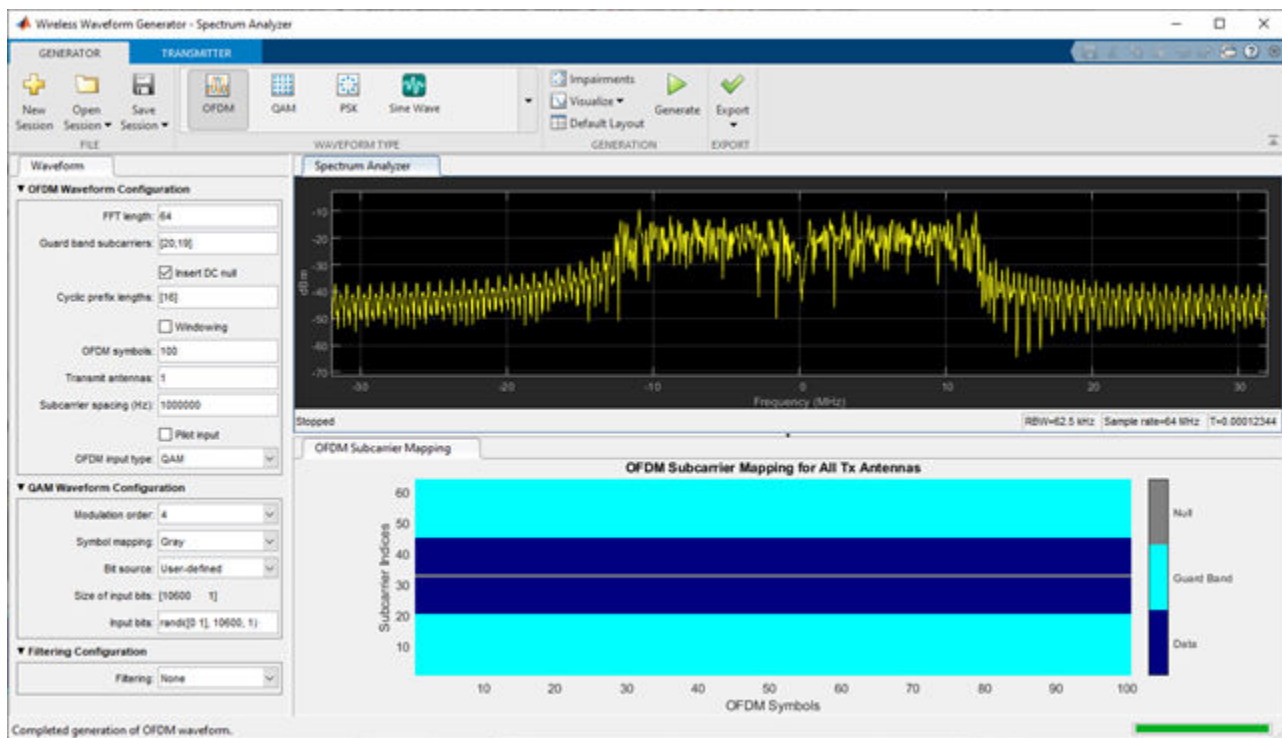 Wireless Waveform Generator - Spectrum Analyzer
GENERATOR TRANSMITTER
New Session
Open Session
Save Session
FILE
OFDM
QAM
PSK
Sine Wave
WAVEFORM TYPE
Impairments
Visualize
Default Layout
Generate
GENERATION
Export
EXPORT
Waveform
OFDM Waveform Configuration
FFT length: 64
Guard band subcarriers: [20,19]
Insert DC null
Cyclic prefix lengths: [16]
Windowing
OFDM symbols: 100
Transmit antennas: 1
Subcarrier spacing (Hz): 1000000
Pilot input
OFDM input type: QAM
QAM Waveform Configuration
Modulation order: 4
Symbol mapping: Gray
Bit source: User-defined
Size of input bits: [10600 1]
Input bits: randi([0 1], 10600, 1)
Filtering Configuration
Filtering: None
Spectrum Analyzer
-10
-20
-30
-40
-50
-60
-70
dBm
-30 -20 -10 0 10 20 30
Frequency (MHz)
Stopped
RBW=62.5 kHz Sample rate=64 MHz T=0.00012344
OFDM Subcarrier Mapping
OFDM Subcarrier Mapping for All Tx Antennas
60
50
40
30
20
10
Subcarrier Indices
10 20 30 40 50 60 70 80 90 100
OFDM Symbols
Null
Guard Band
Data
Completed generation of OFDM waveform.